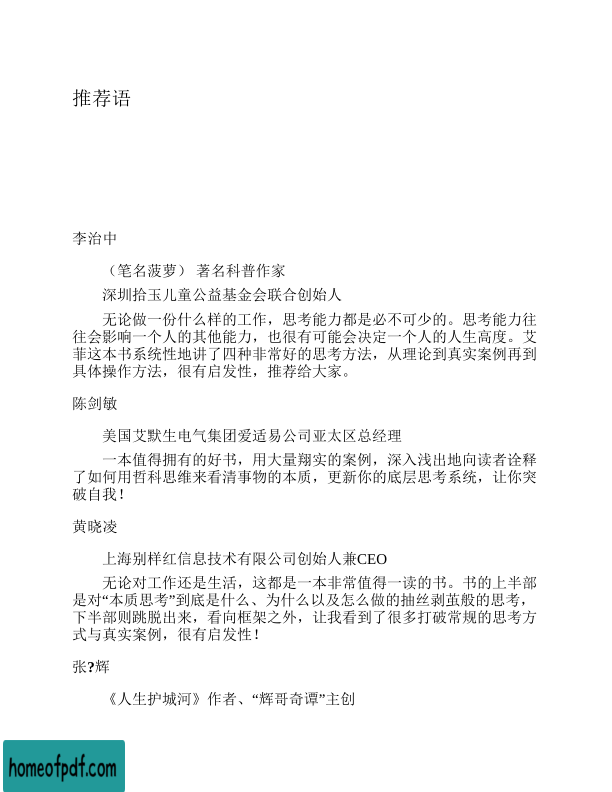 推荐语
李治中
（笔名菠萝） 著名科普作家
深圳拾玉儿童公益基金会联合创始人
无论做一份什么样的工作，思考能力都是必不可少的。思考能力往
往会影响一个人的其他能力，也很有可能会决定一个人的人生高度。艾
菲这本书系统性地讲了四种非常好的思考方法，从理论到真实案例再到
具体操作方法，很有启发性，推荐给大家。
陈剑敏
美国艾默生电气集团爱适易公司亚太区总经理
一本值得拥有的好书，用大量翔实的案例，深入浅出地向读者诠释
了如何用哲科思维来看清事物的本质，更新你的底层思考系统，让你突
破自我！
黄晓凌
上海别样红信息技术有限公司创始人兼CEO
无论对工作还是生活，这都是一本非常值得一读的书。书的上半部
是对“本质思考”到底是什么、为什么以及怎么做的抽丝剥茧般的思考，
下半部则跳脱出来，看向框架之外，让我看到了很多打破常规的思考方
式与真实案例，很有启发性！
张?辉
《人生护城河》作者、“辉哥奇谭”主创
homeofpdf.com